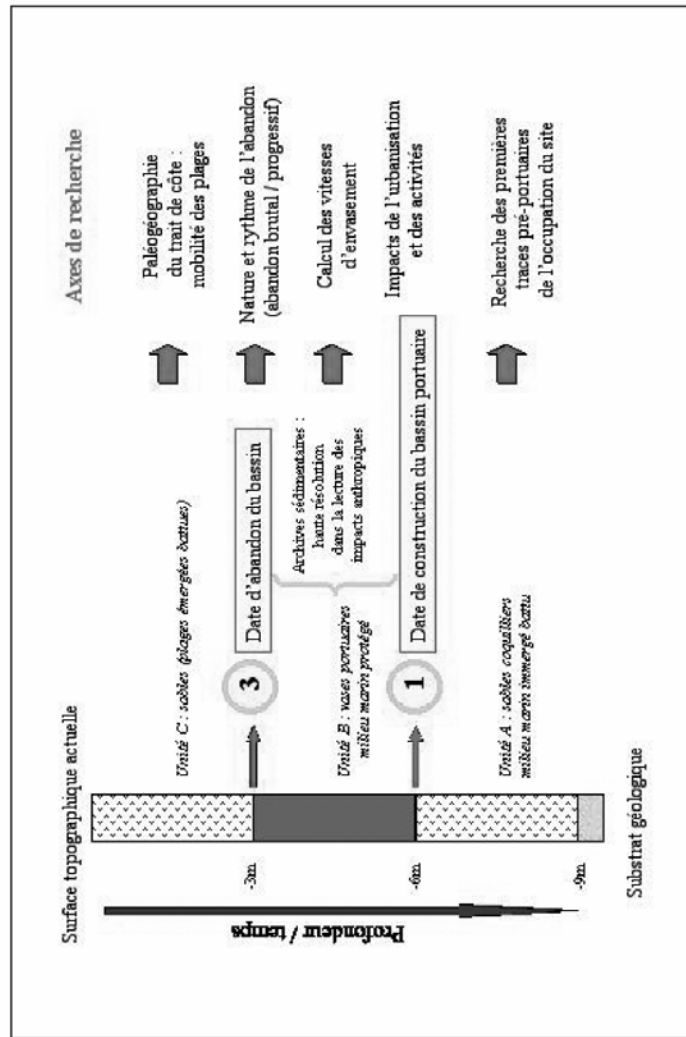 Surface topographique actuelle
Axes de recherche
Unité C : sables (plages émergées battues)
Paléogéographie
du trait de côte :
mobilité des plages
-3m
3
Date d'abandon du bassin
Nature et rythme de l'abandon
(abandon brutal / progressif)
Unité B : vases portuaires
milieu marin protégé
Archives sédimentaires :
haute résolution
dans la lecture des
impacts anthropiques
Calcul des vitesses
d'envasement
-6m
1
Date de construction du bassin portuaire
Impacts de l'urbanisation
et des activités
Unité A : sables coquilliers
milieu marin immergé battu
Recherche des premières
traces pré-portuaires
de l'occupation du site
-9m
Substrat géologique
Profondeur / temps